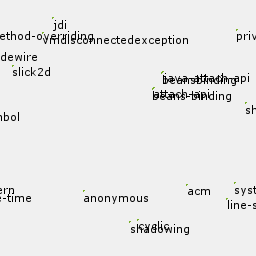 jdi
priv
ethod-overriding
vmdisconnectedexception
dewire
slick2d
java-attach-api
beansbinding
attach-api
beans-binding
sh
nbol
ern
syst
e-time
anonymous
acm
line-s
cyclic
shadowing